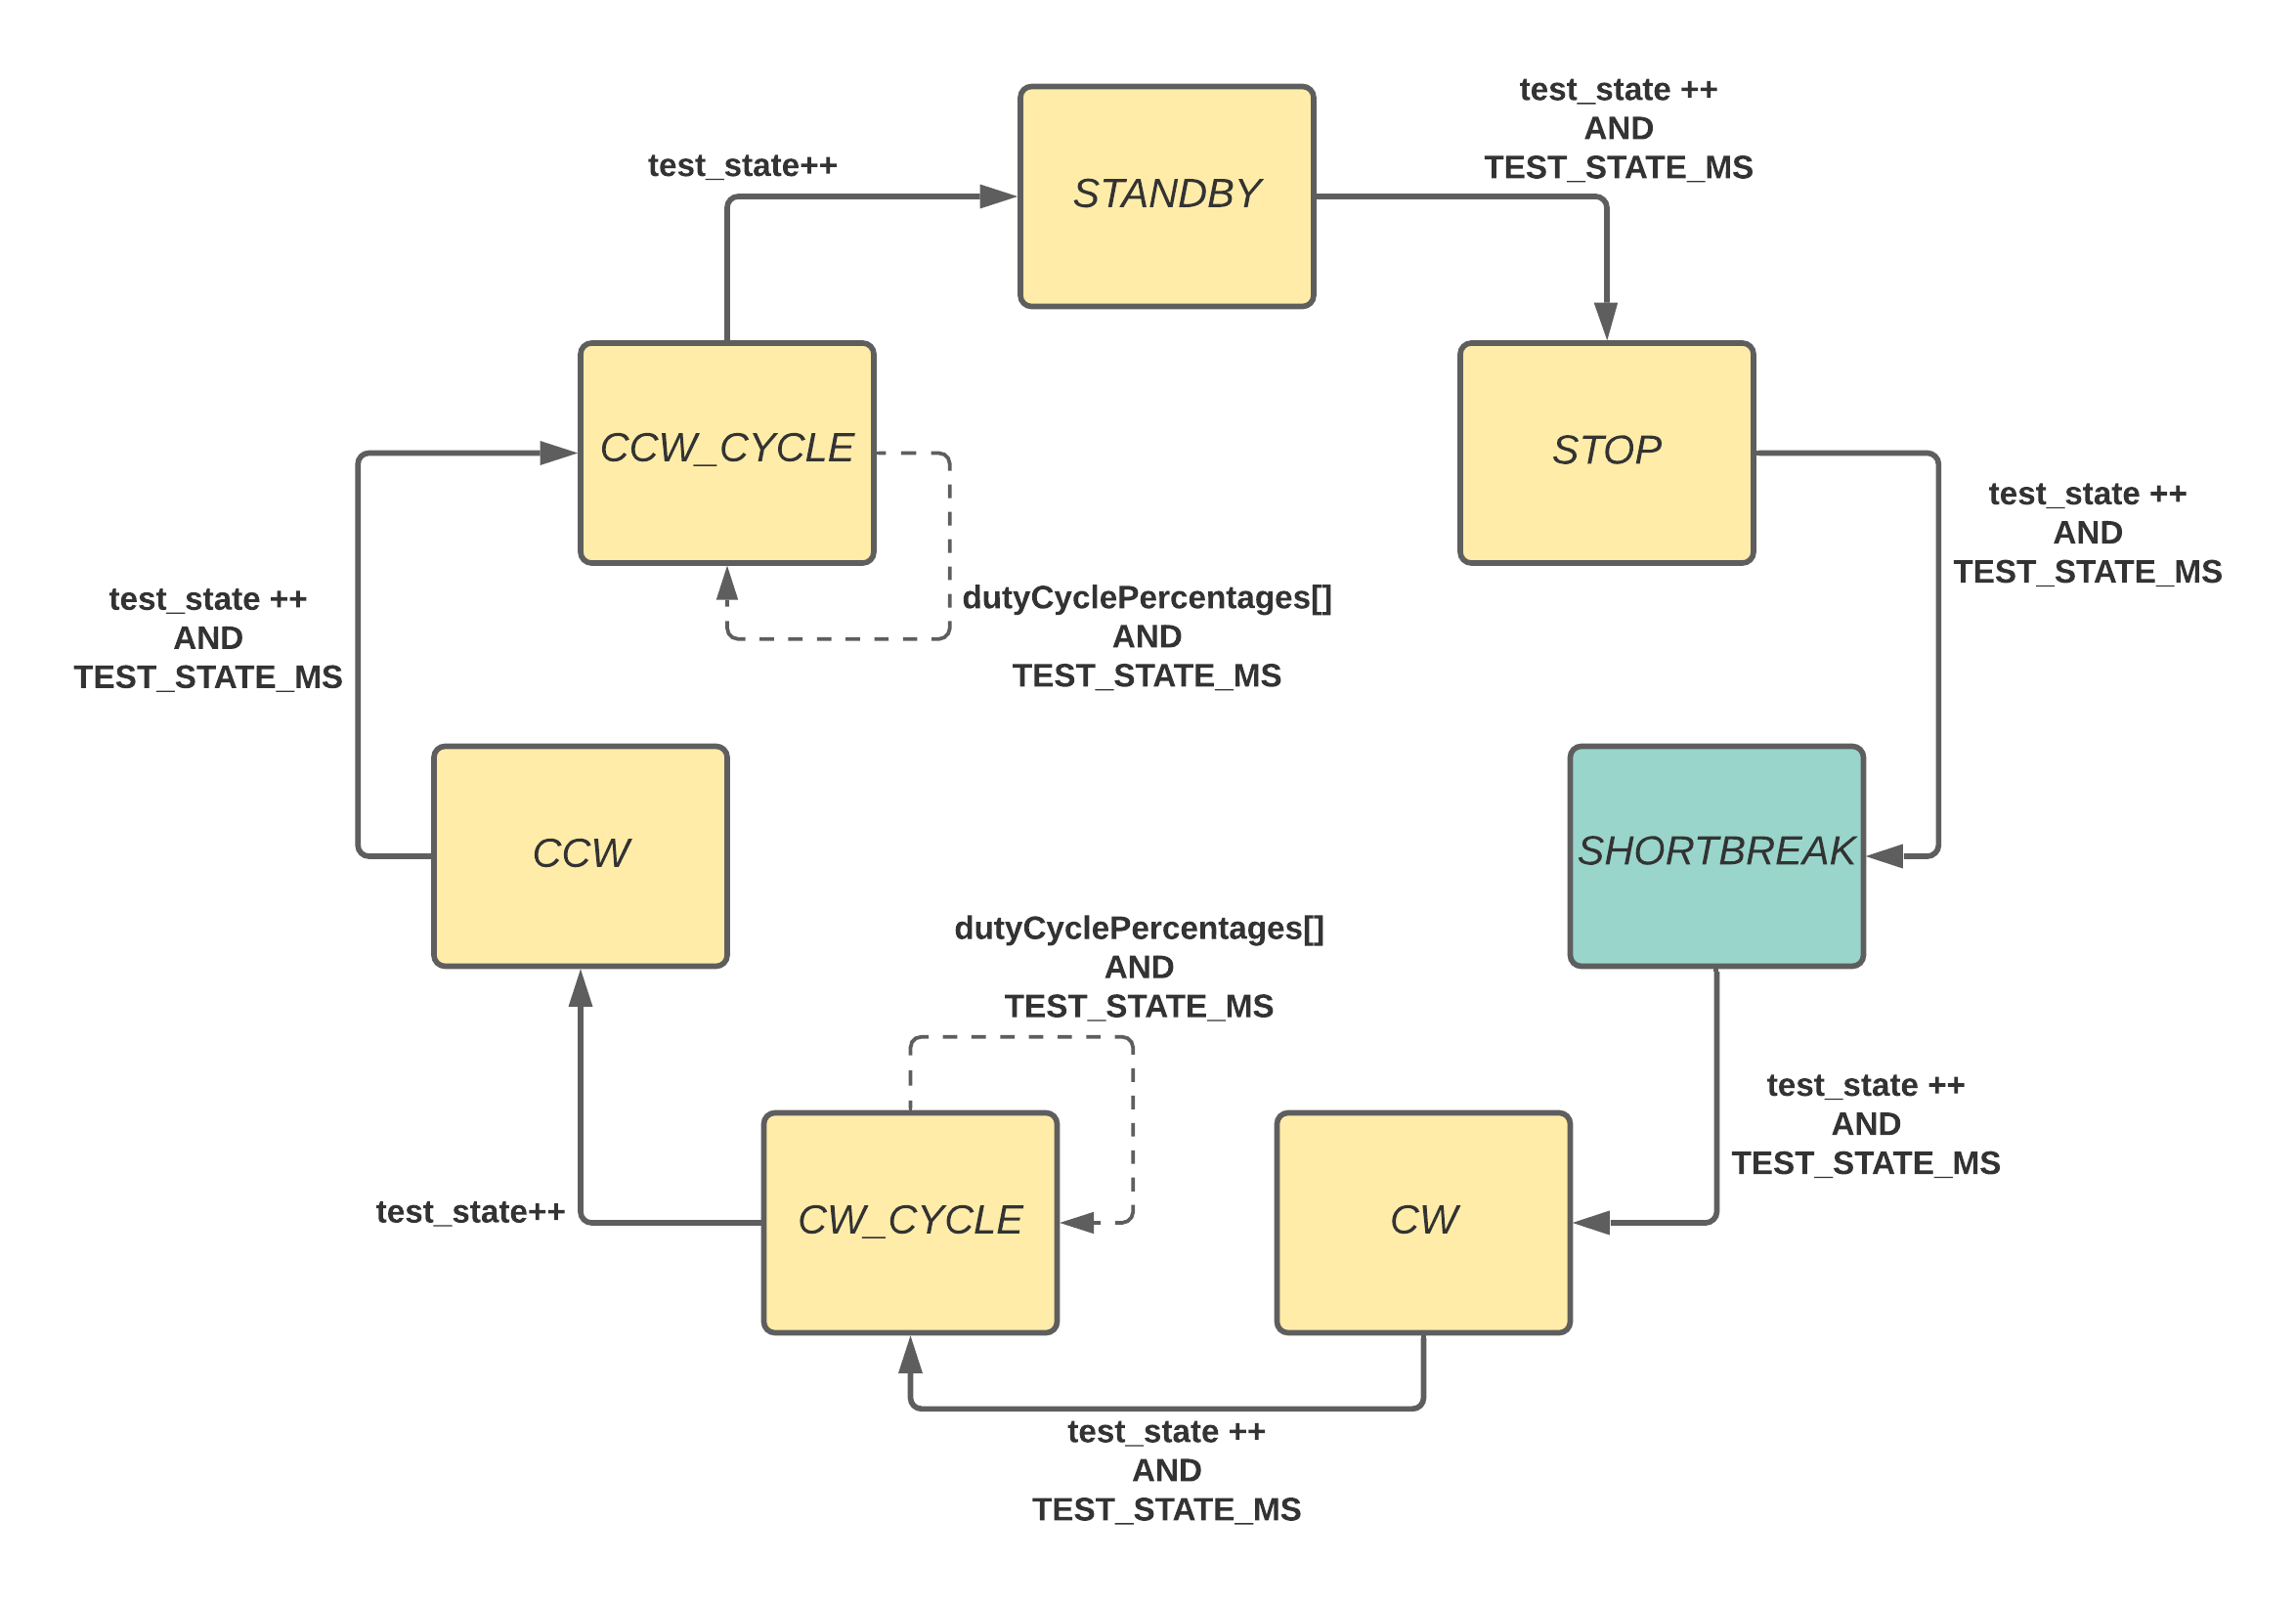 test_state ++
AND
TEST_STATE_MS
test_state++
STANDBY
CCW_CYCLE
STOP
test_state ++
AND
TEST_STATE_MS
test_state ++
AND
TEST_STATE_MS
dutyCyclePercentages[]
AND
TEST_STATE_MS
CCW
SHORTBREAK
dutyCyclePercentages[]
AND
TEST_STATE_MS
test_state ++
AND
TEST_STATE_MS
test_state++
CW_CYCLE
CW
test_state ++
AND
TEST_STATE_MS